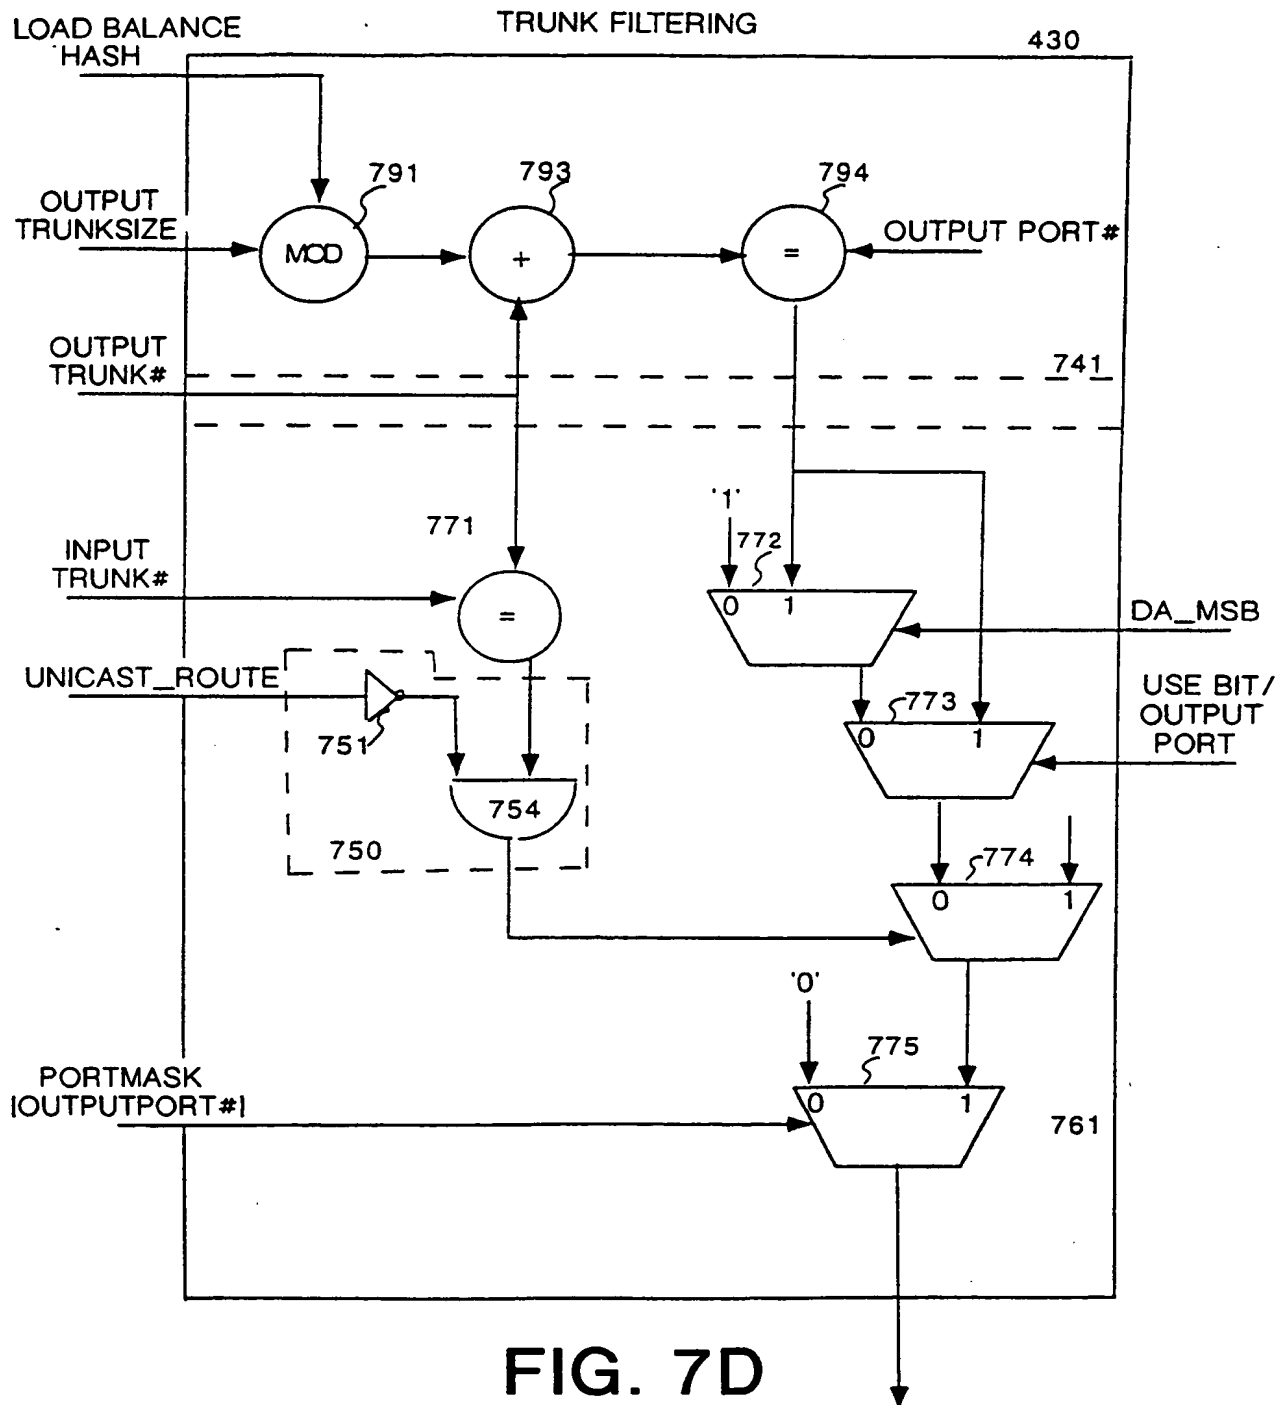 TRUNK FILTERING
430
LOAD BALANCE
HASH
791
793
794
OUTPUT
TRUNKSIZE
MOD
+
=
OUTPUT PORT#
OUTPUT
TRUNK#
741
'1'
771
772
INPUT
TRUNK#
=
0 1
DA_MSB
UNICAST_ROUTE
751
773
0 1
USE BIT/
OUTPUT
PORT
754
750
774
0 1
'0'
775
PORTMASK
[OUTPUTPORT#]
0 1
761
FIG. 7D